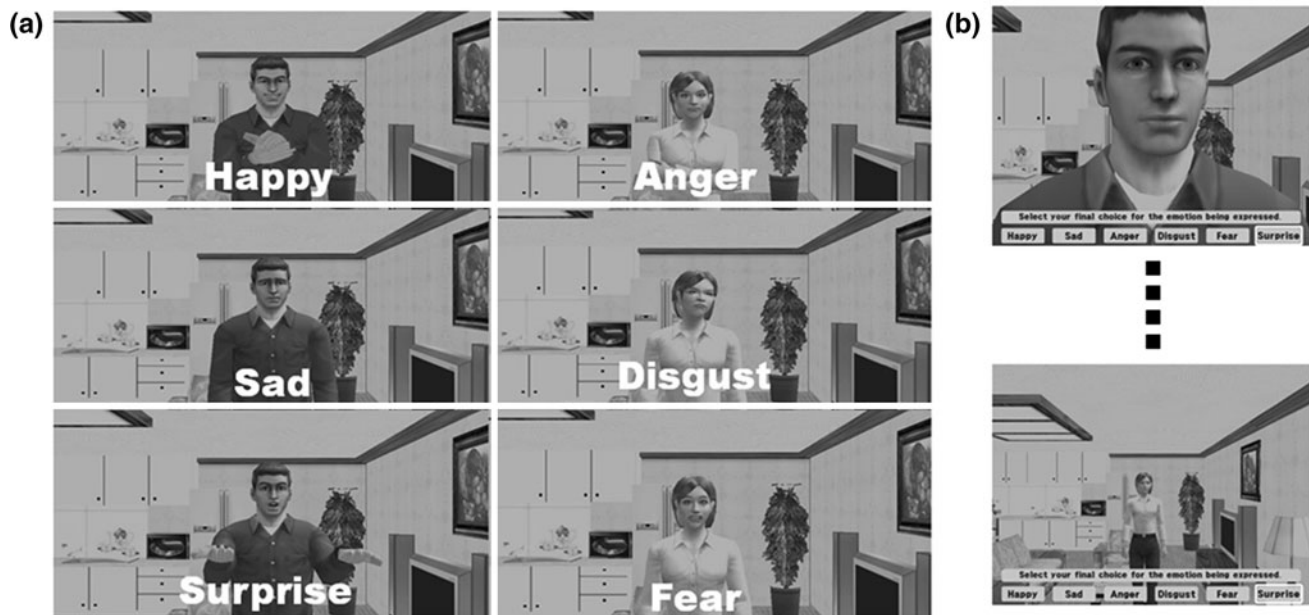 (a)
Happy
Anger
Sad
Disgust
Surprise
Fear
(b)
Select your final choice for the emotion being expressed.
Happy Sad Anger Disgust Fear Surprise
Select your final choice for the emotion being expressed.
Happy Sad Anger Disgust Fear Surprise